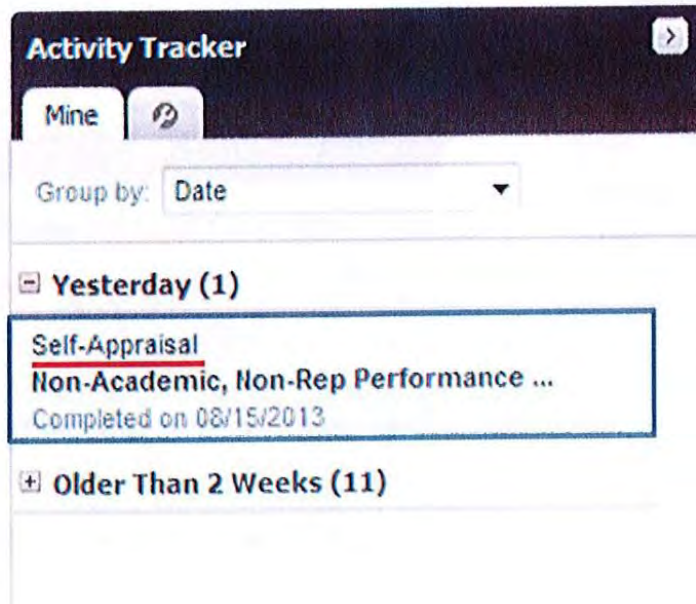 Activity Tracker
Mine
Group by: Date
Yesterday (1)
Self-Appraisal
Non-Academic, Non-Rep Performance ...
Completed on 08/15/2013
Older Than 2 Weeks (11)